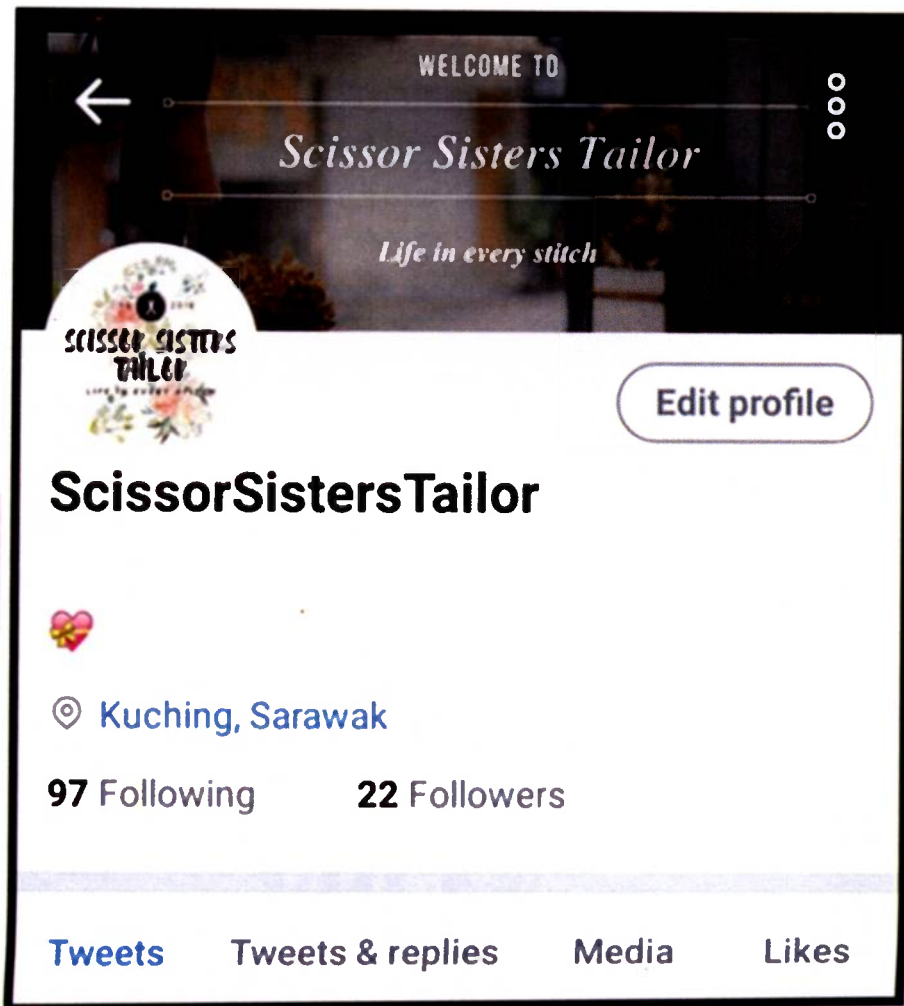 WELCOME TO
Scissor Sisters Tailor
Life in every stitch
SCISSOR SISTERS
TAILOR
Edit profile
ScissorSistersTailor
Kuching, Sarawak
97 Following 22 Followers
Tweets Tweets & replies Media Likes